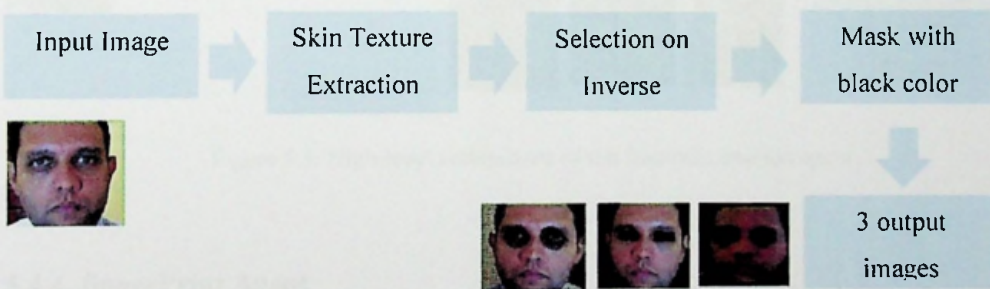 Input Image
Skin Texture
Extraction
Selection on
Inverse
Mask with
black color
3 output
images